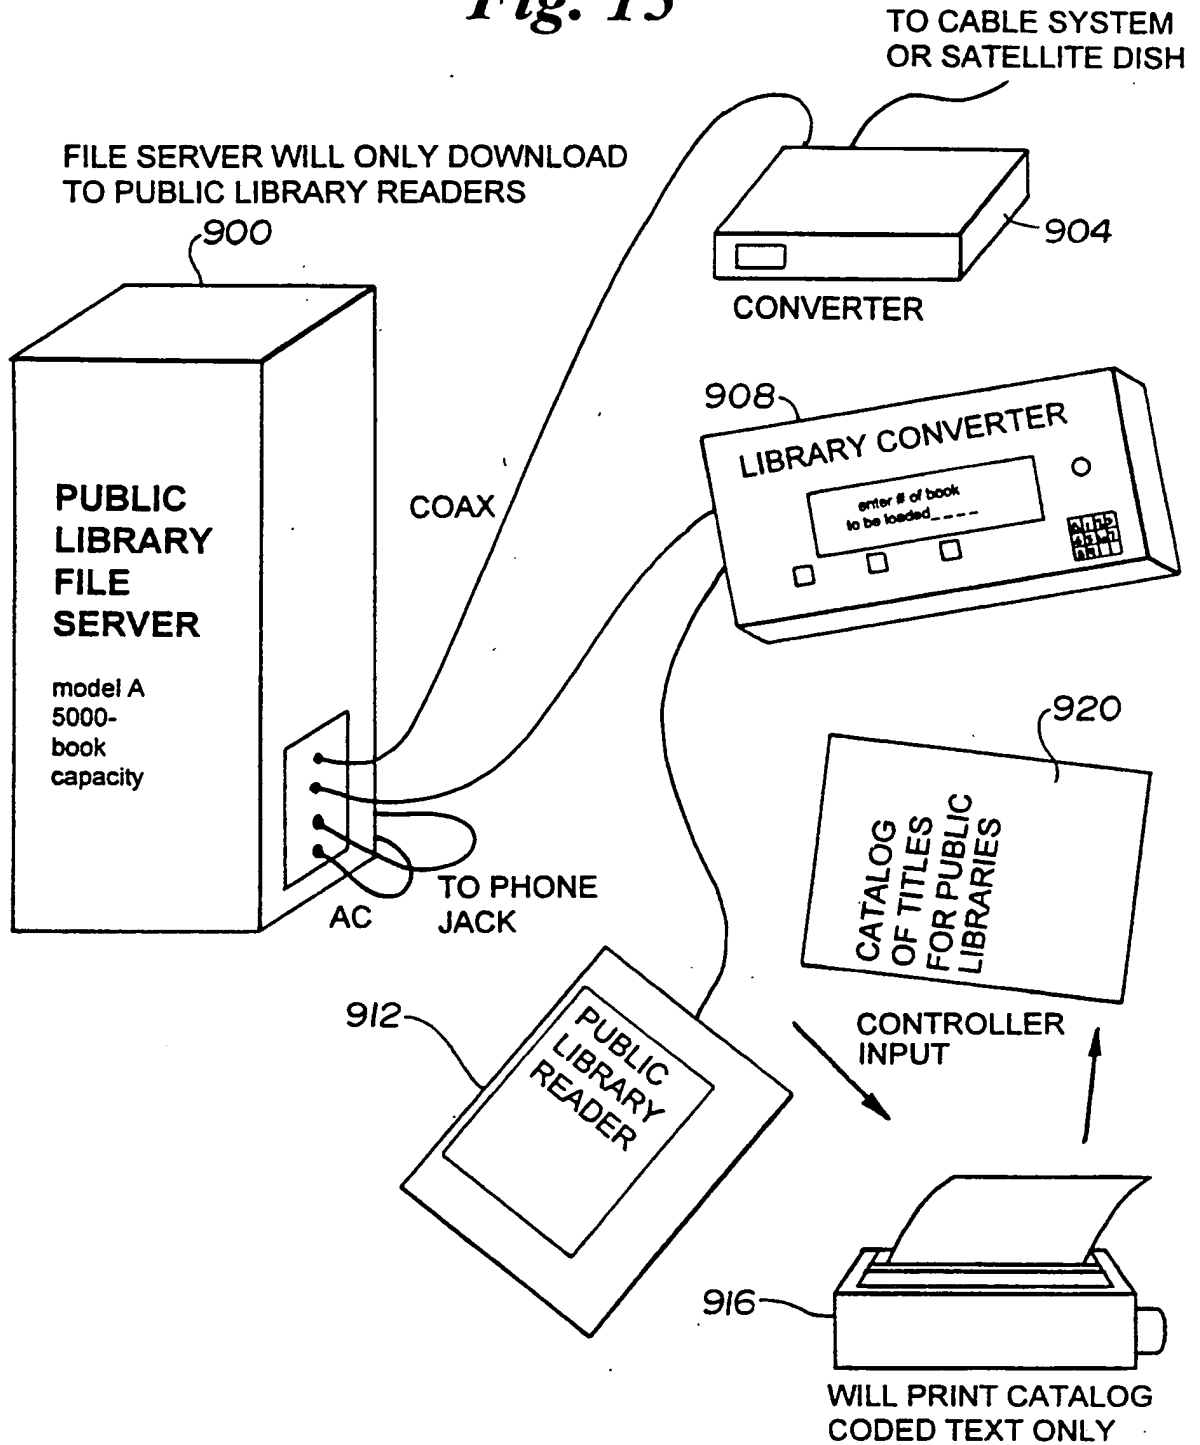 Fig. 15
TO CABLE SYSTEM
OR SATELLITE DISH
FILE SERVER WILL ONLY DOWNLOAD
TO PUBLIC LIBRARY READERS
900
904
CONVERTER
908
LIBRARY CONVERTER
enter # of book
to be loaded_ _ _ _
COAX
PUBLIC
LIBRARY
FILE
SERVER
model A
5000-
book
capacity
AC
TO PHONE
JACK
920
CATALOG
OF TITLES
FOR PUBLIC
LIBRARIES
912
PUBLIC
LIBRARY
READER
CONTROLLER
INPUT
916
WILL PRINT CATALOG
CODED TEXT ONLY